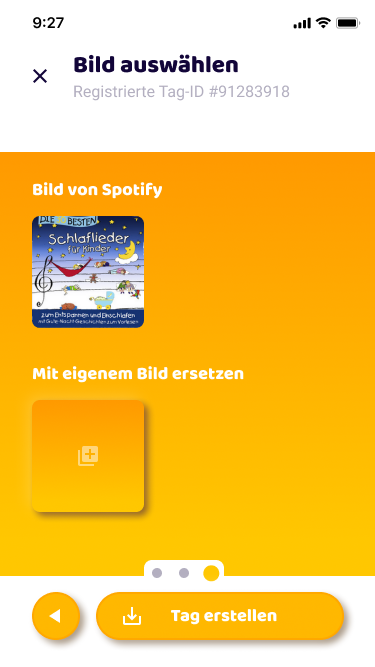 9:27
Bild auswählen
Registrierte Tag-ID #91283918
Bild von Spotify
DIE BESTEN
Schlaflieder
für Kinder
zum Entspannen und Einschlafen
mit Gute-Nacht-Geschichten zum Vorlesen
Mit eigenem Bild ersetzen
Tag erstellen